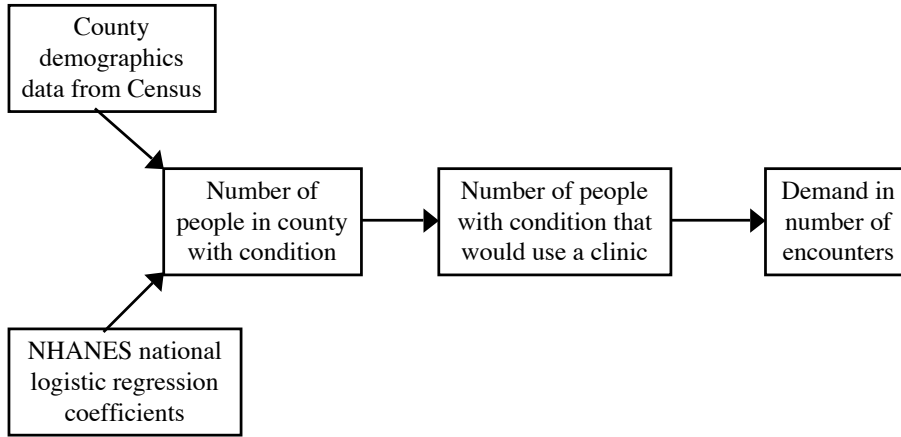 County
demographics
data from Census
Number of
people in county
with condition
Number of people
with condition that
would use a clinic
Demand in
number of
encounters
NHANES national
logistic regression
coefficients